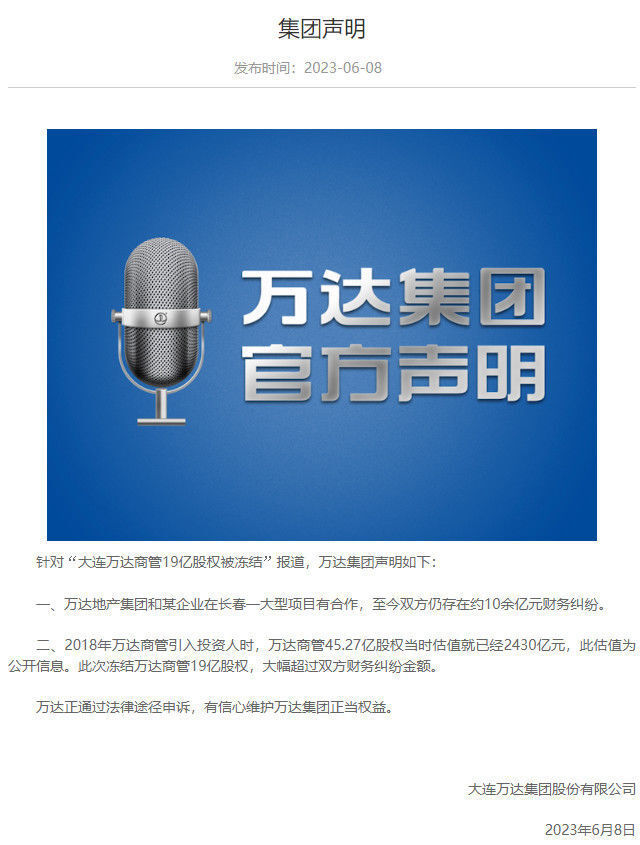 集团声明
发布时间：2023-06-08
万达集团
官方声明
针对“大连万达商管19亿股权被冻结”报道，万达集团声明如下：
一、万达地产集团和某企业在长春一大型项目有合作，至今双方仍存在约10余亿元财务纠纷。
二、2018年万达商管引入投资人时，万达商管45.27亿股权当时估值就已经2430亿元，此估值为
公开信息。此次冻结万达商管19亿股权，大幅超过双方财务纠纷金额。
万达正通过法律途径申诉，有信心维护万达集团正当权益。
大连万达集团股份有限公司
2023年6月8日